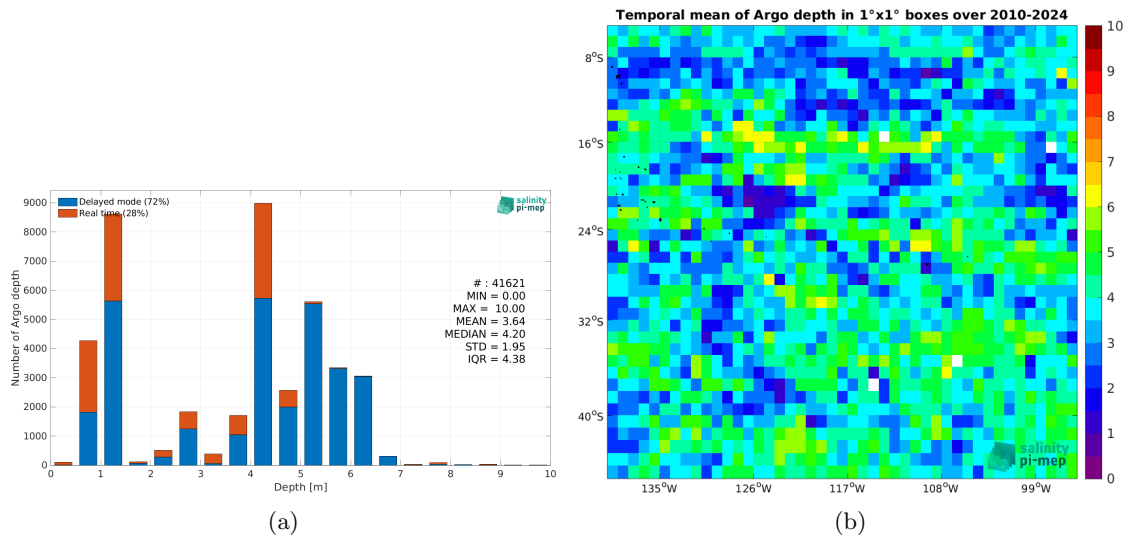 Delayed mode (72%)
Real time (28%)
salinity
pi-mep
9000
8000
7000
6000
5000
4000
3000
2000
1000
0
Number of Argo depth
# : 41621
MIN = 0.00
MAX = 10.00
MEAN = 3.64
MEDIAN = 4.20
STD = 1.95
IQR = 4.38
0 1 2 3 4 5 6 7 8 9 10
Depth [m]
(a)
Temporal mean of Argo depth in 1°x1° boxes over 2010-2024
8°S
16°S
24°S
32°S
40°S
135°W 126°W 117°W 108°W 99°W
salinity
pi-mep
10
9
8
7
6
5
4
3
2
1
0
(b)